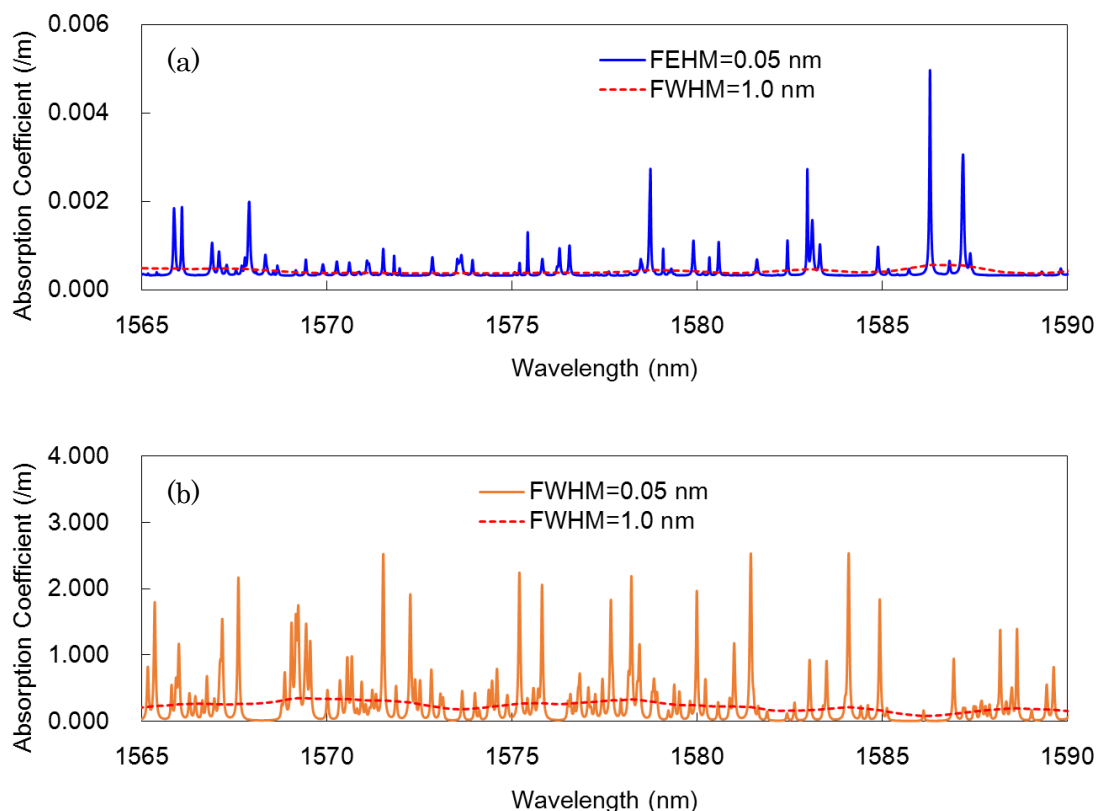 0.006
(a)
FEHM=0.05 nm
FWHM=1.0 nm
0.004
0.002
0.000
Absorption Coefficient (/m)
1565 1570 1575 1580 1585 1590
Wavelength (nm)
4.000
(b)
FWHM=0.05 nm
FWHM=1.0 nm
3.000
2.000
1.000
0.000
Absorption Coefficient (/m)
1565 1570 1575 1580 1585 1590
Wavelength (nm)